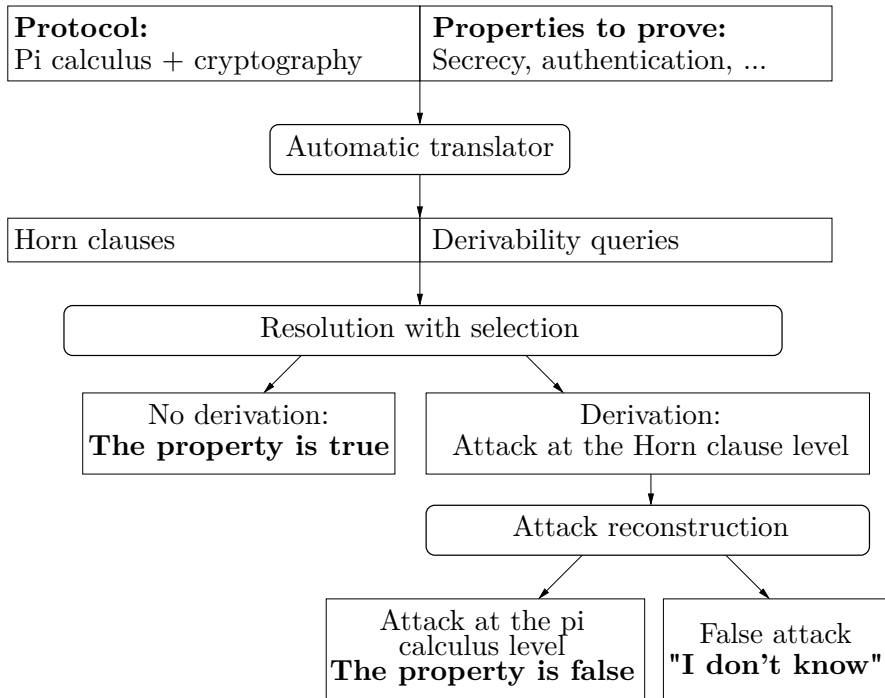 Protocol:
Pi calculus + cryptography
Properties to prove:
Secrecy, authentication, ...
Automatic translator
Horn clauses
Derivability queries
Resolution with selection
No derivation:
The property is true
Derivation:
Attack at the Horn clause level
Attack reconstruction
Attack at the pi
calculus level
The property is false
False attack
"I don't know"